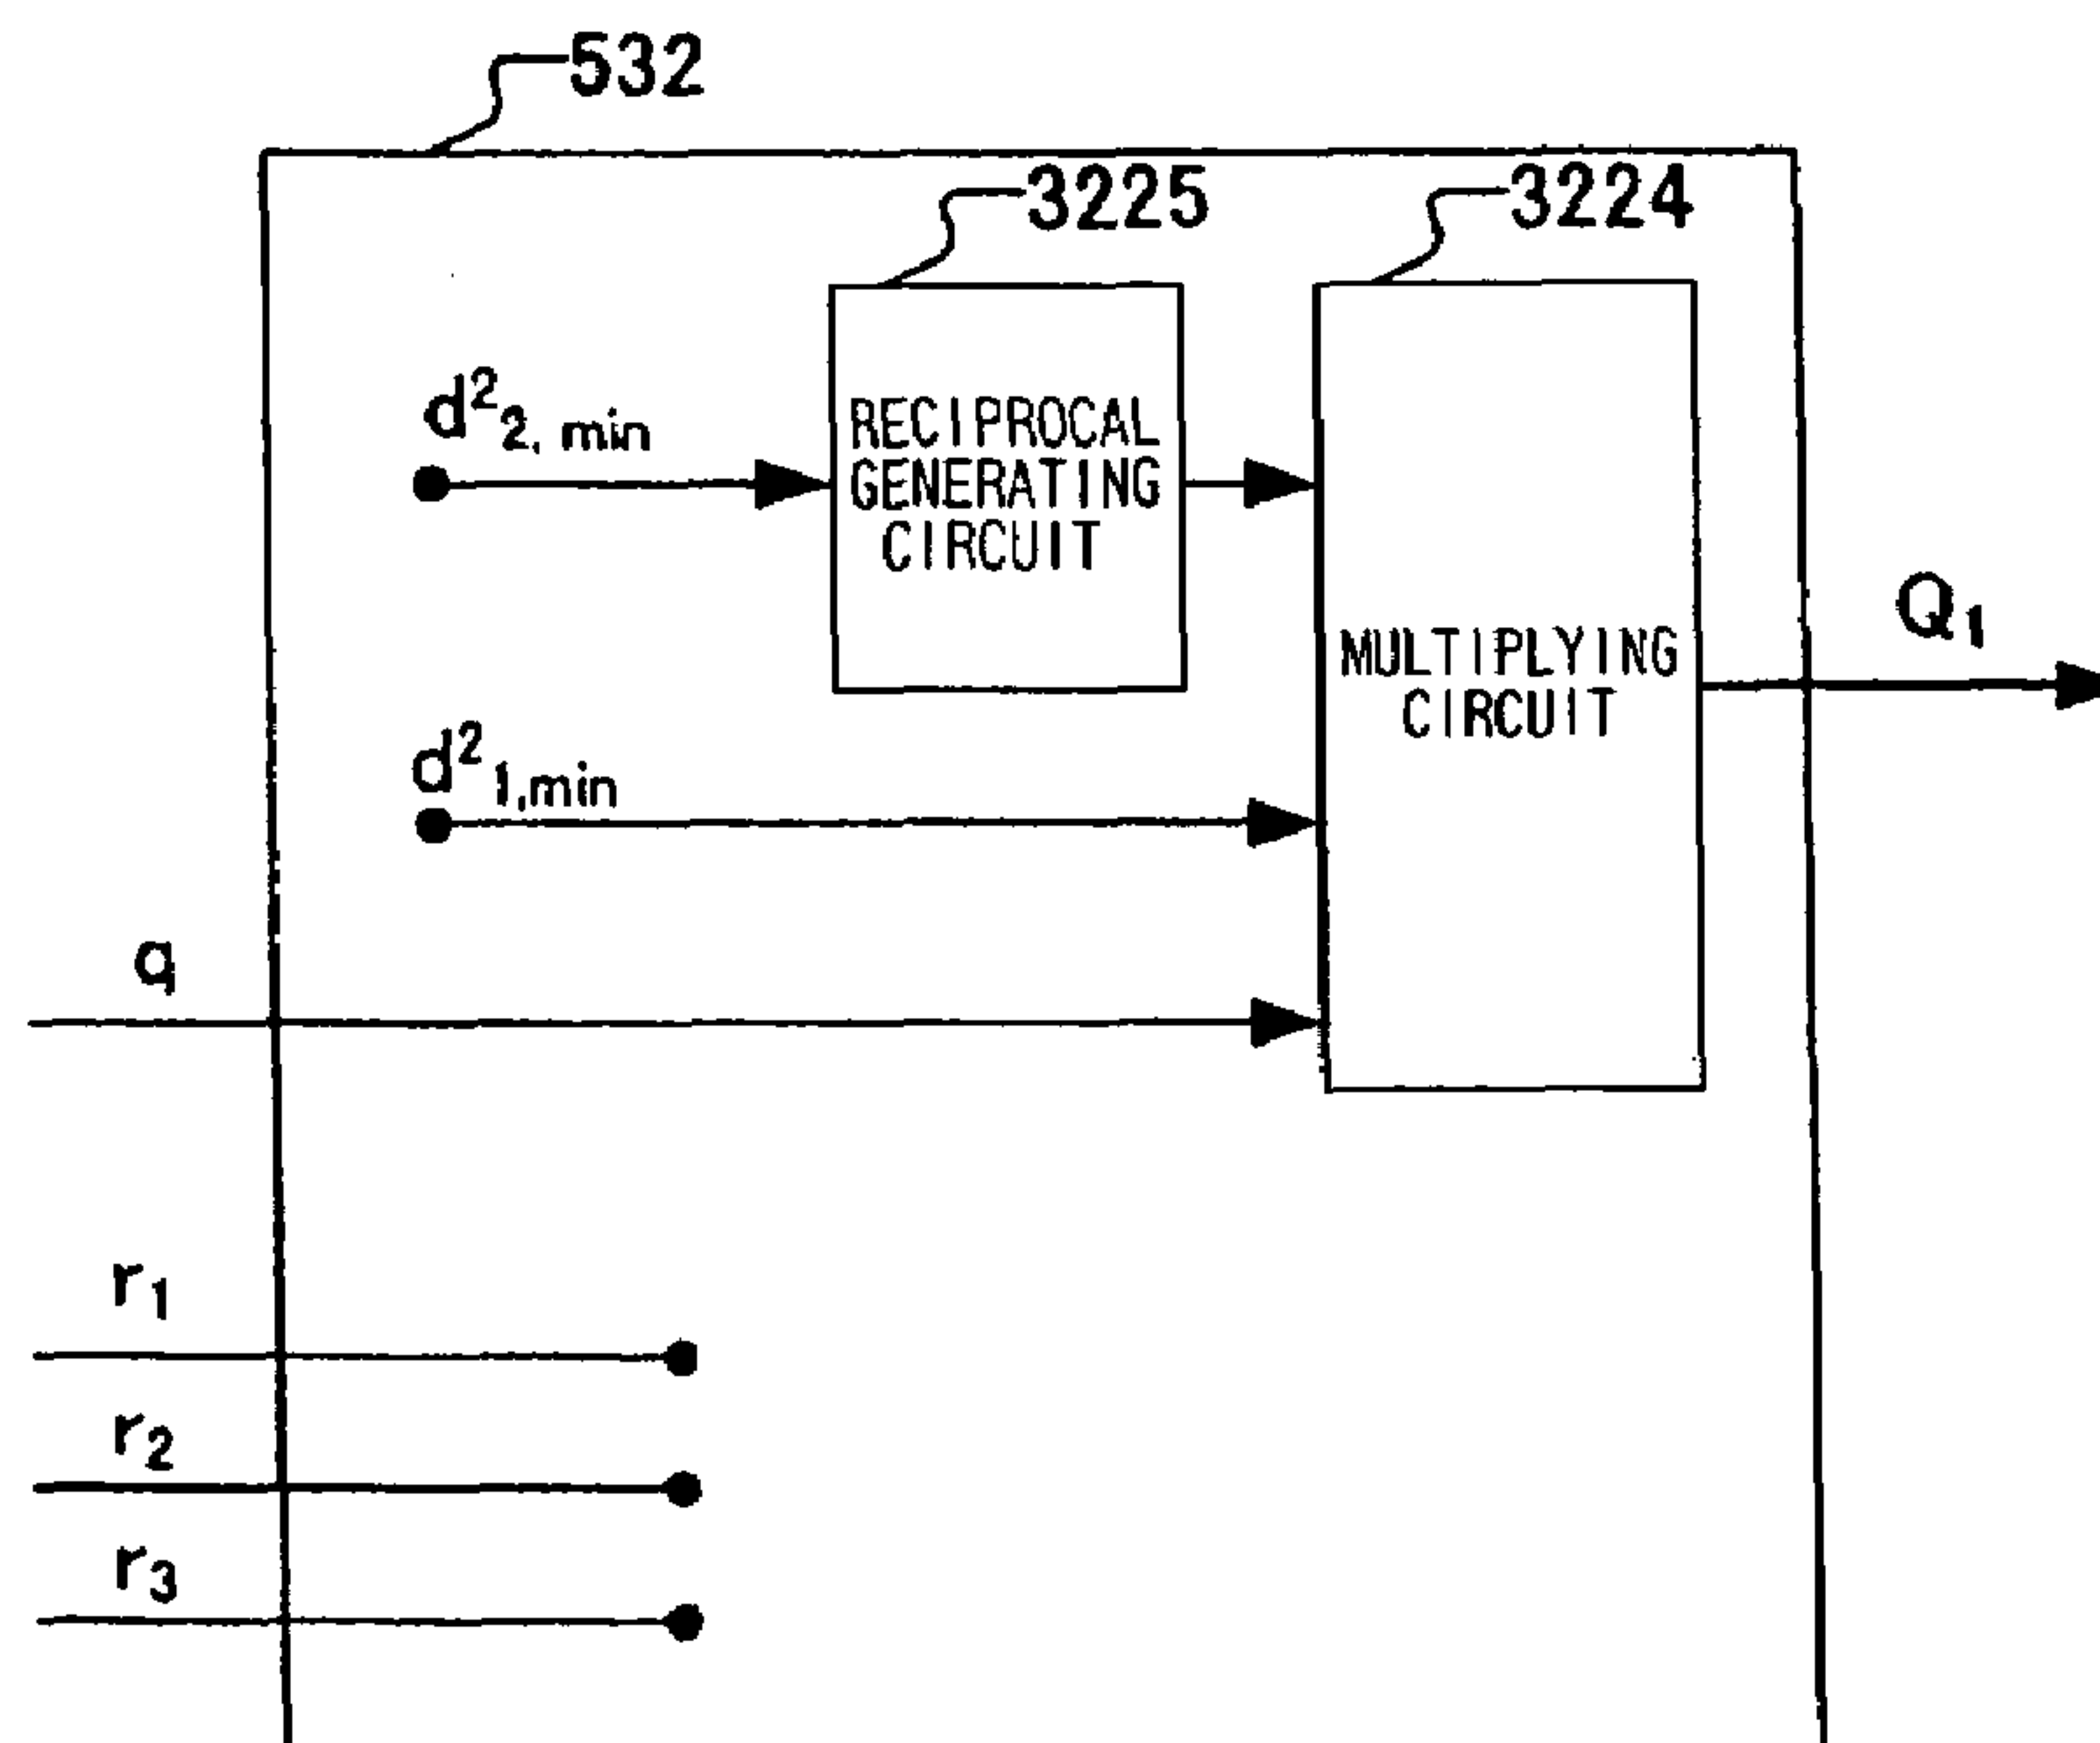 532
3225
3224
d²2, min
RECIPROCAL
GENERATING
CIRCUIT
Q1
MULTIPLYING
CIRCUIT
d²1,min
q
r1
r2
r3